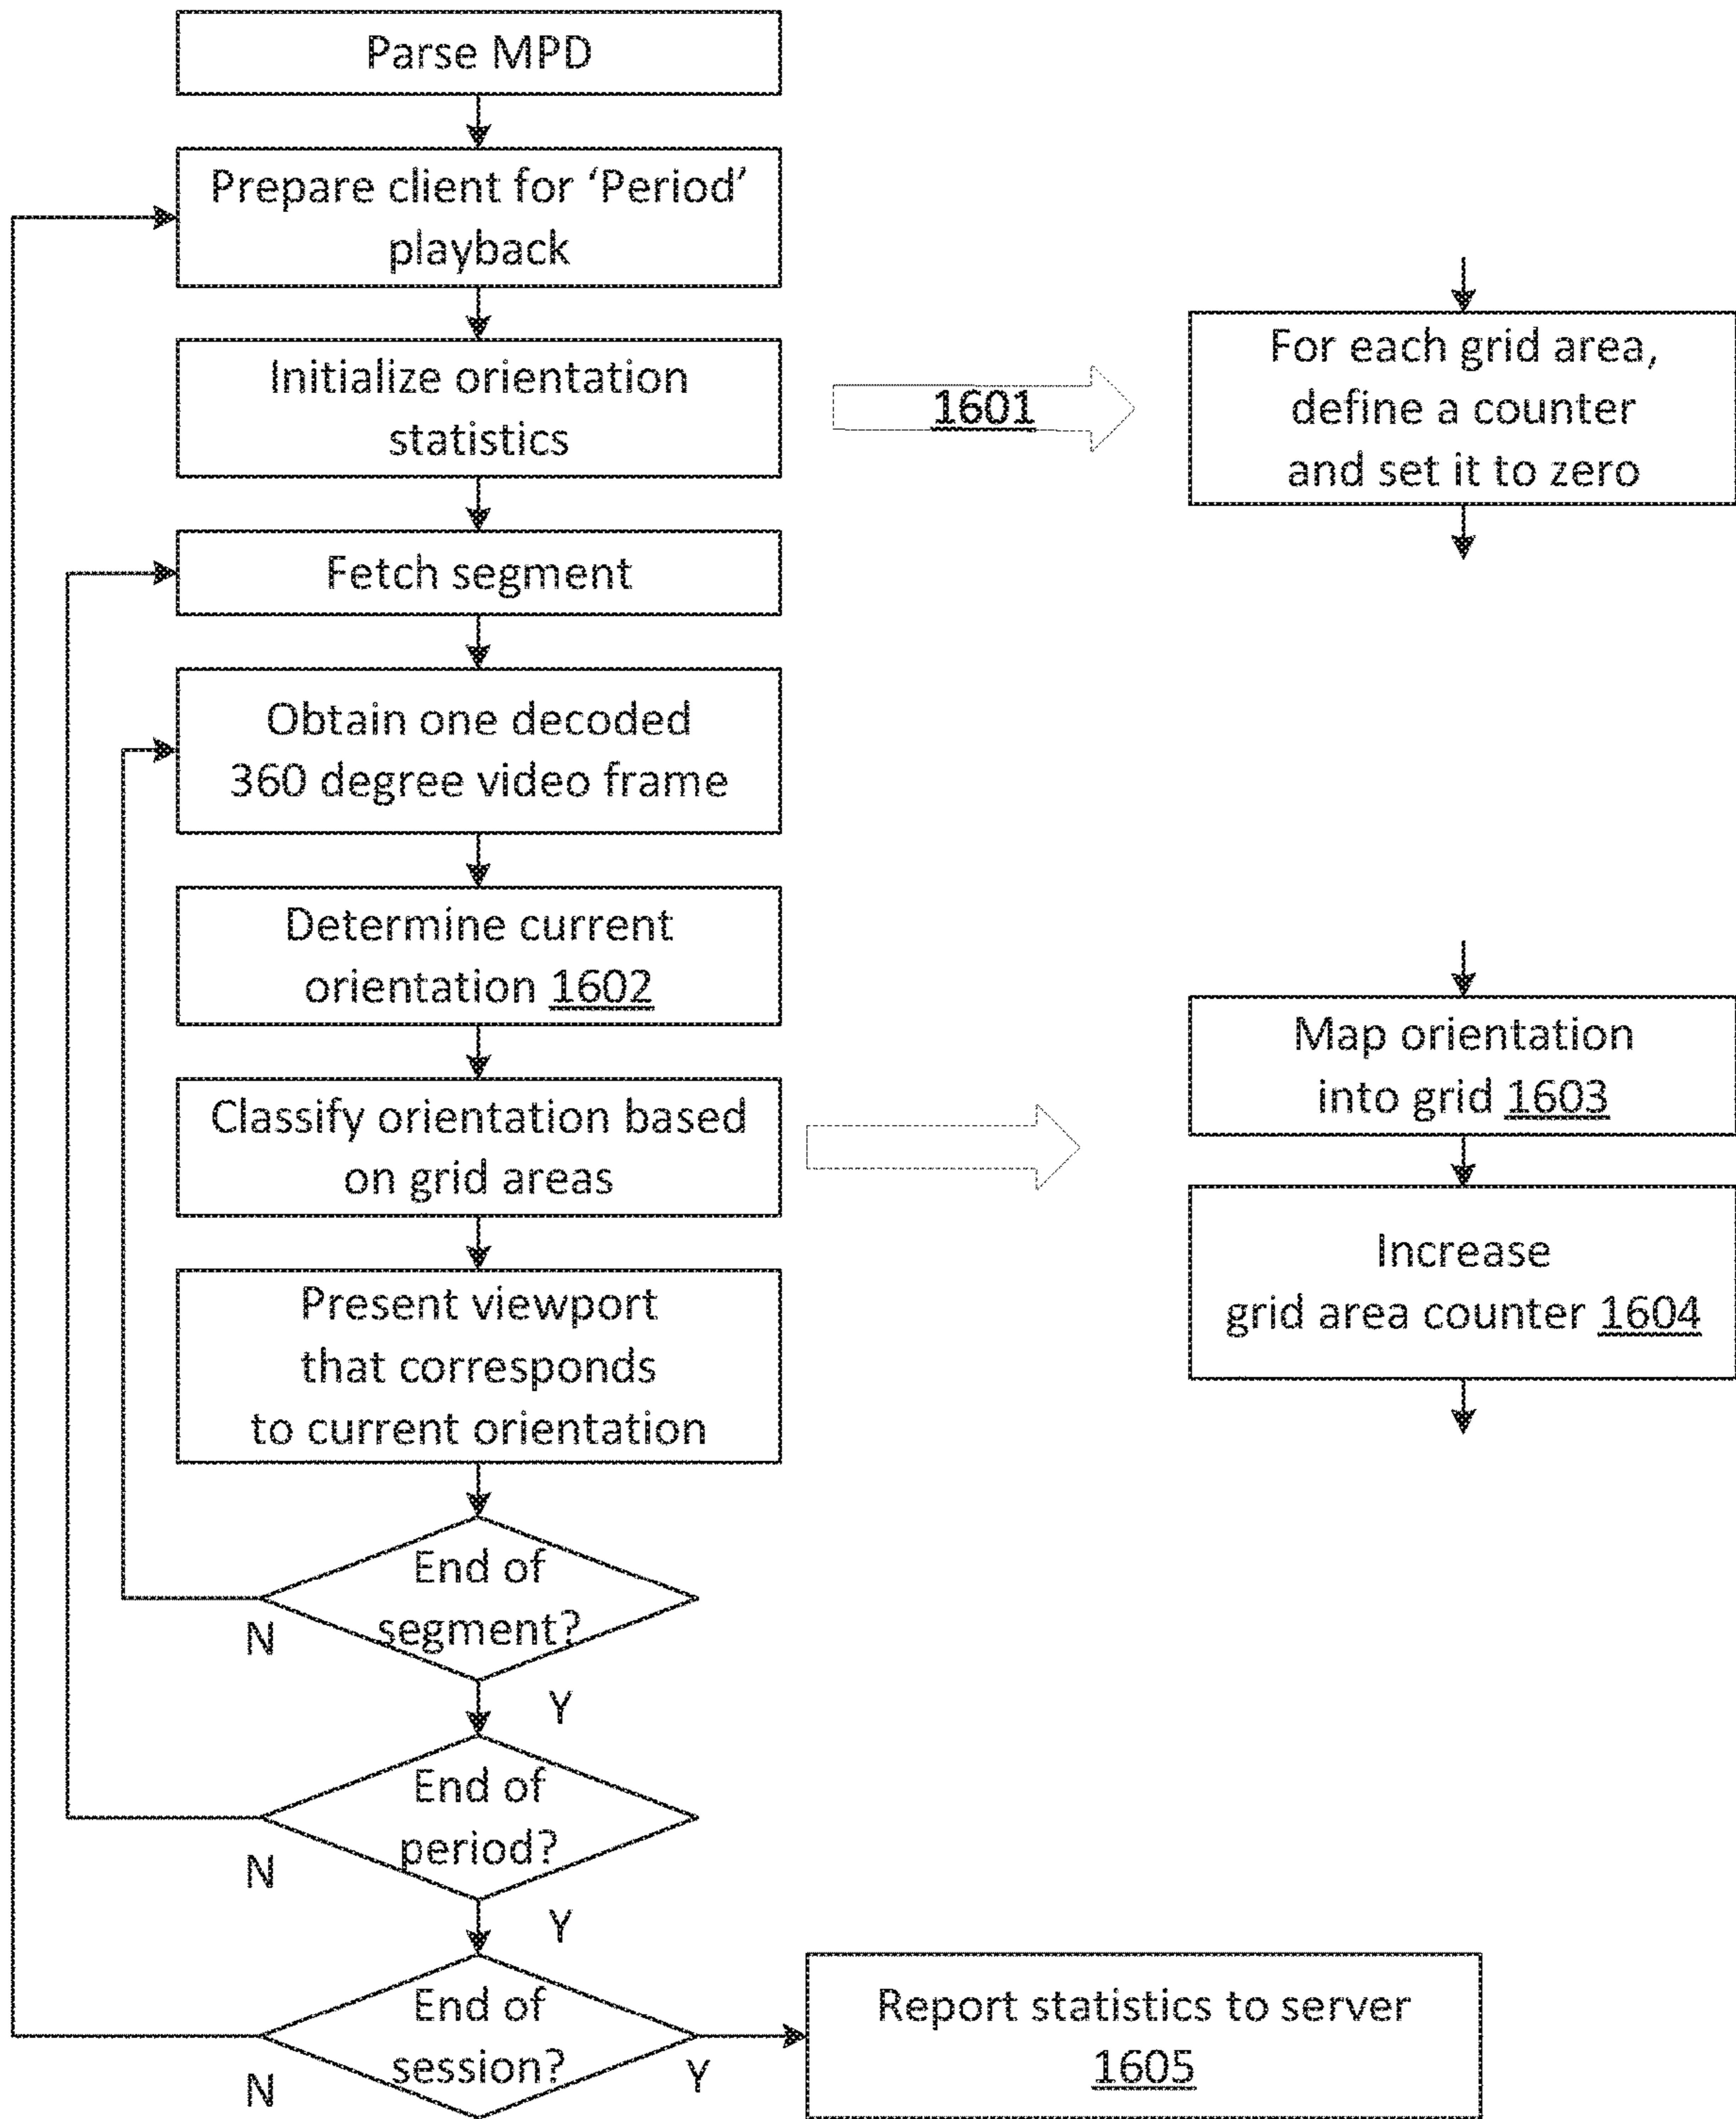 Parse MPD
Prepare client for ‘Period’
playback
Initialize orientation
statistics
1601
For each grid area,
define a counter
and set it to zero
Fetch segment
Obtain one decoded
360 degree video frame
Determine current
orientation 1602
Classify orientation based
on grid areas
Map orientation
into grid 1603
Increase
grid area counter 1604
Present viewport
that corresponds
to current orientation
End of
segment?
N
Y
End of
period?
N
Y
End of
session?
N
Y
Report statistics to server
1605